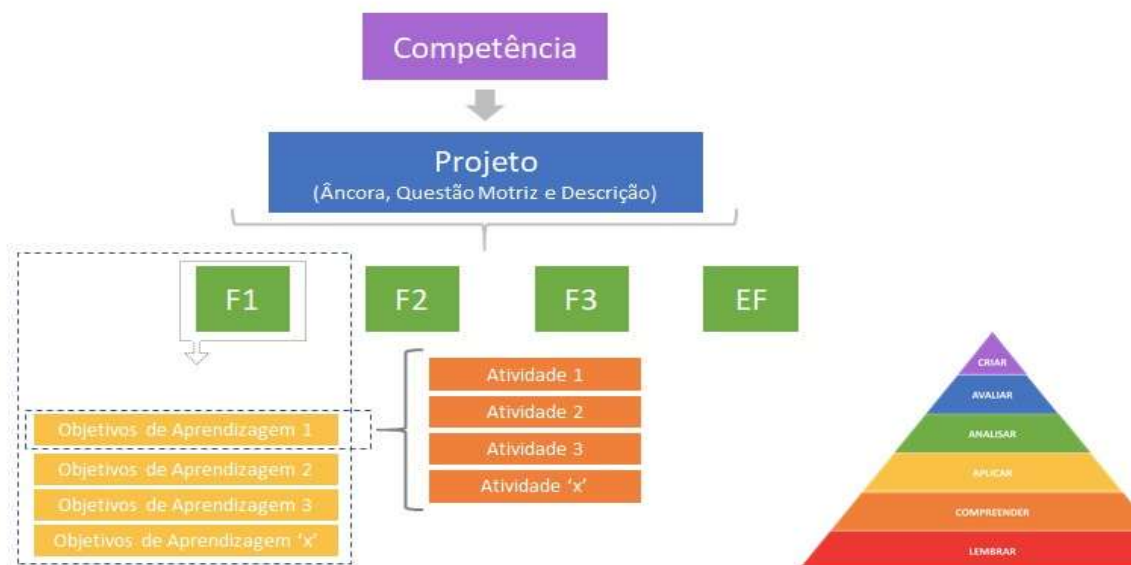 Competência
Projeto
(Âncora, Questão Motriz e Descrição)
F1
F2
F3
EF
Objetivos de Aprendizagem 1
Objetivos de Aprendizagem 2
Objetivos de Aprendizagem 3
Objetivos de Aprendizagem ‘x’
Atividade 1
Atividade 2
Atividade 3
Atividade ‘x’
CRIAR
AVALIAR
ANALISAR
APLICAR
COMPREENDER
LEMBRAR